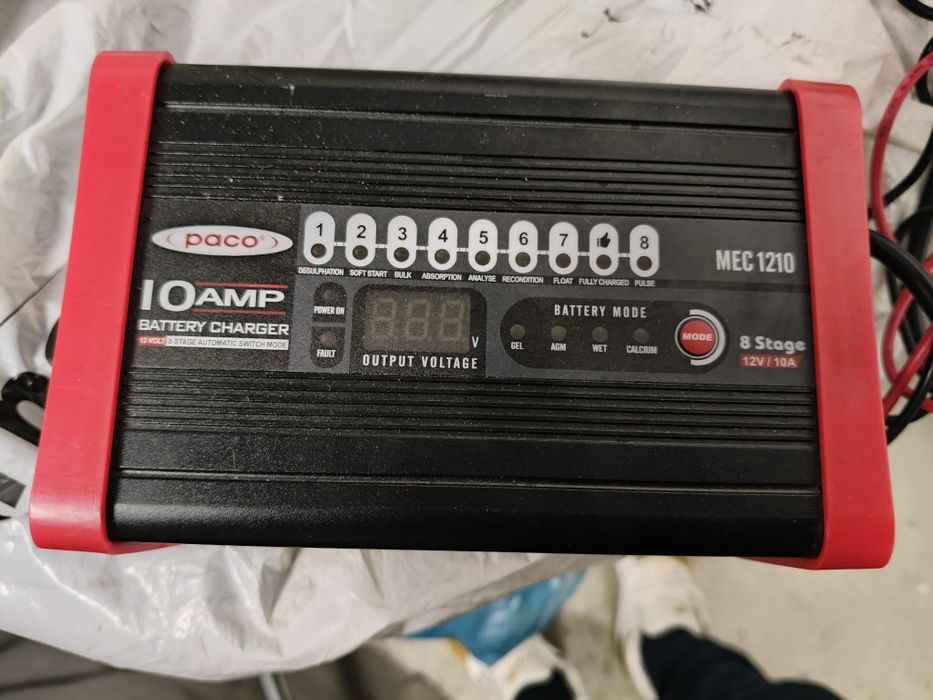 1 2 3 4 5 6 7 8
DESULPHATION SOFT START BULK ABSORPTION ANALYSE RECONDITION FLOAT FULLY CHARGED PULSE
paco®
MEC 1210
10AMP
BATTERY CHARGER
12 VOLT 8-STAGE AUTOMATIC SWITCH MODE
POWER ON
FAULT
888 V
OUTPUT VOLTAGE
BATTERY MODE
GEL AGM WET CALCIUM
MODE
8 Stage
12V / 10A